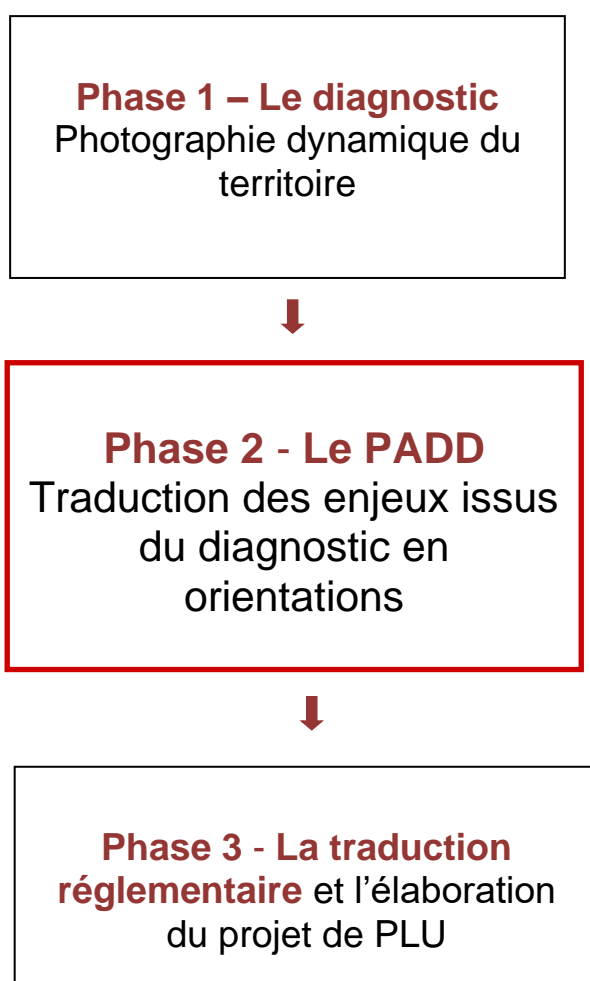 Phase 1 – Le diagnostic
Photographie dynamique du
territoire
Phase 2 - Le PADD
Traduction des enjeux issus
du diagnostic en
orientations
Phase 3 - La traduction
réglementaire et l’élaboration
du projet de PLU